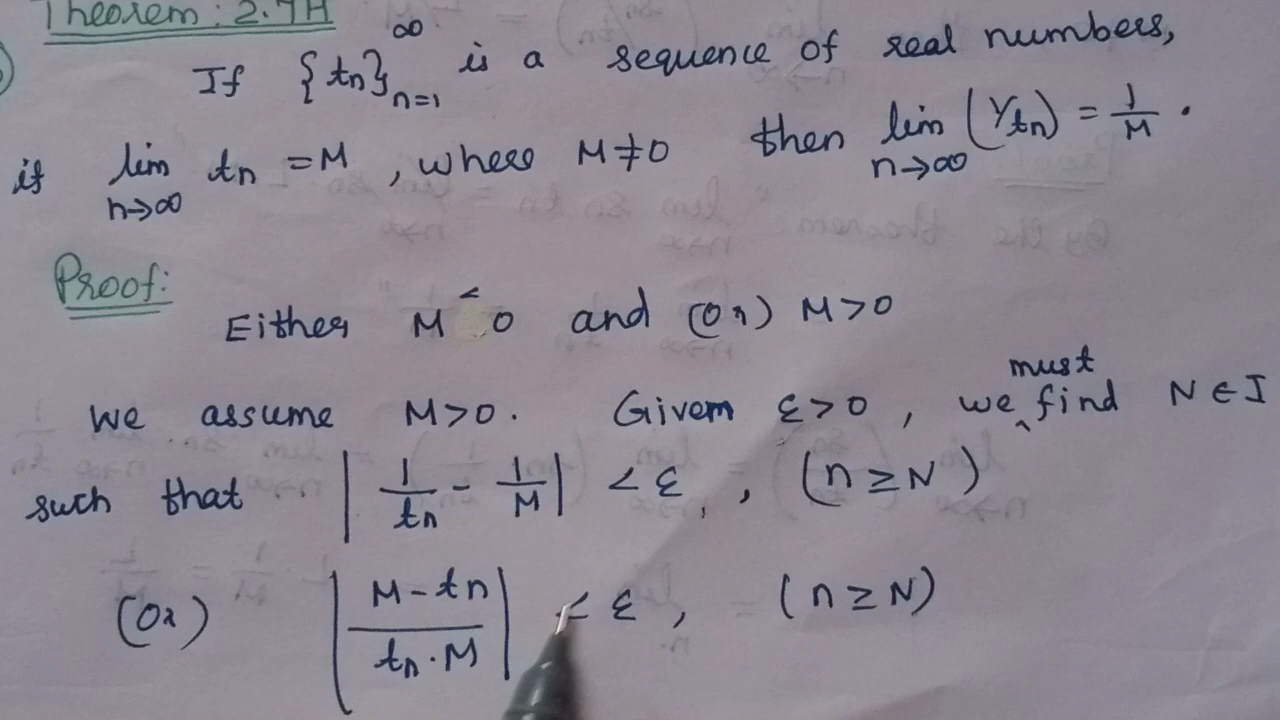 Theorem: 2.7H
If {tn}∞n=1 is a sequence of real numbers,
if lim n→∞ tn = M, where M≠0 then lim n→∞ (1/tn) = 1/M.
Proof:
Either M < 0 and (or) M>0
We assume M>0. Given ε>0, we must find N∈I
such that |1/tn - 1/M| < ε, (n≥N)
(Or) |M-tn / tn·M| < ε, (n≥N)